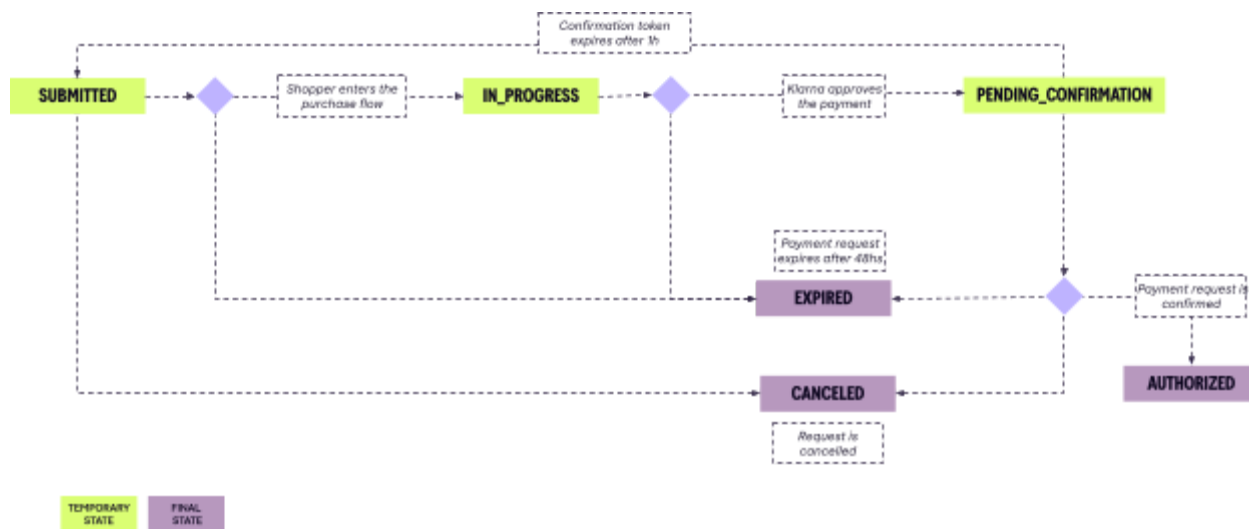 Confirmation token
expires after 1h
SUBMITTED
Shopper enters the
purchase flow
IN_PROGRESS
Klarna approves
the payment
PENDING_CONFIRMATION
Payment request
expires after 48hs
EXPIRED
Payment request is
confirmed
CANCELED
AUTHORIZED
Request is
cancelled
TEMPORARY
STATE
FINAL
STATE